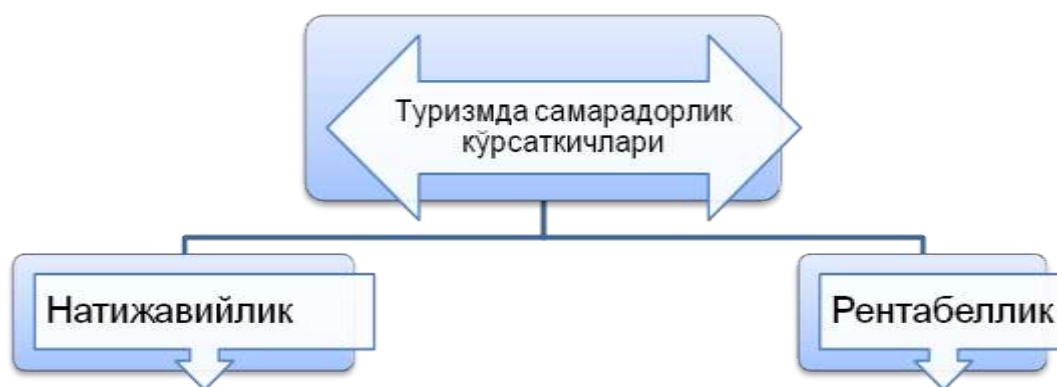 Туризмда самарадорлик
кўрсаткичлари
Натижавийлик
Рентабеллик